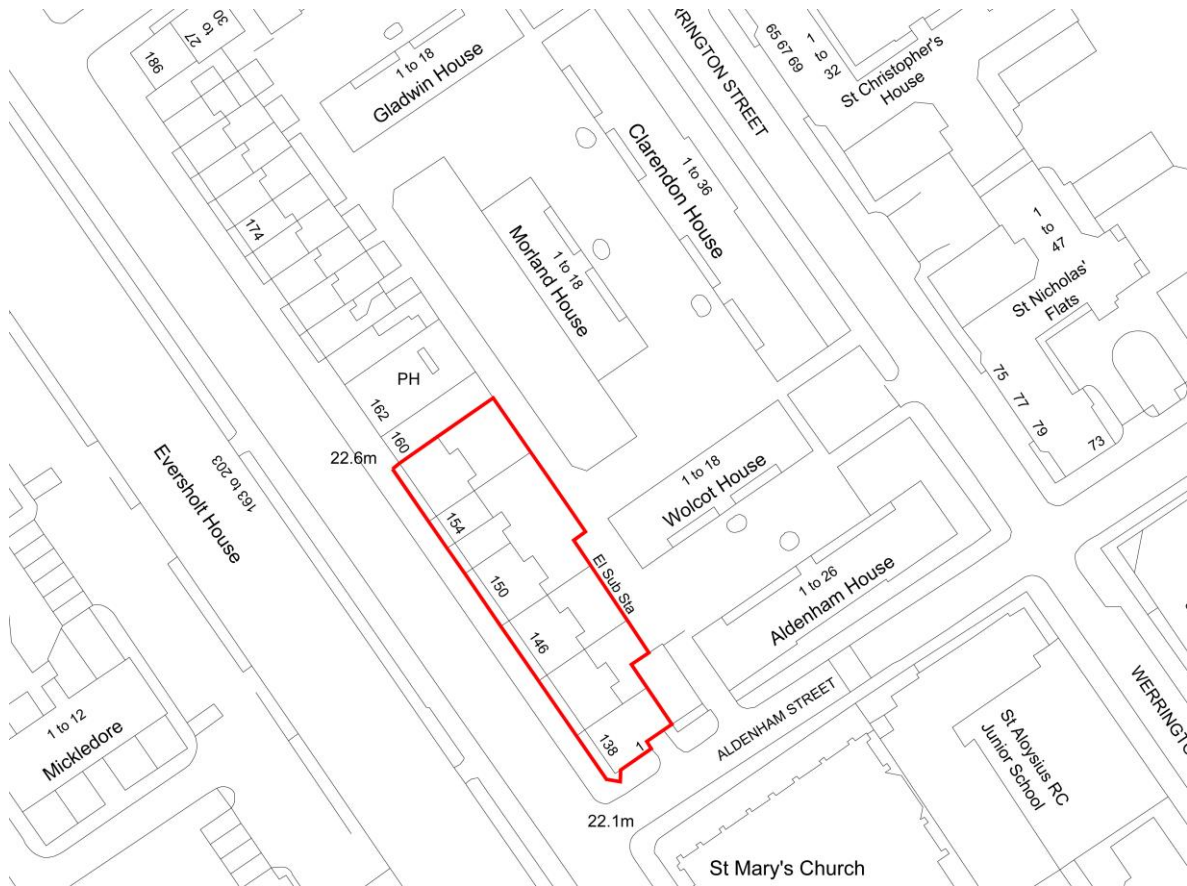 30
to
27
186
1 to 18
Gladwin House
ERRINGTON STREET
65 67 69
1
to
32
St Christopher's
House
Clarendon House
1 to 36
174
Morland House
1 to 18
1
to
47
St Nicholas'
Flats
PH
162
160
22.6m
75
77
79
73
Eversholt House
163 to 203
154
150
146
138
1
El Sub Sta
1 to 18
Wolcot House
1 to 26
Aldenham House
ALDENHAM STREET
1 to 12
Mickledore
22.1m
St Aloysius RC
Junior School
WERRINGTO
St Mary's Church